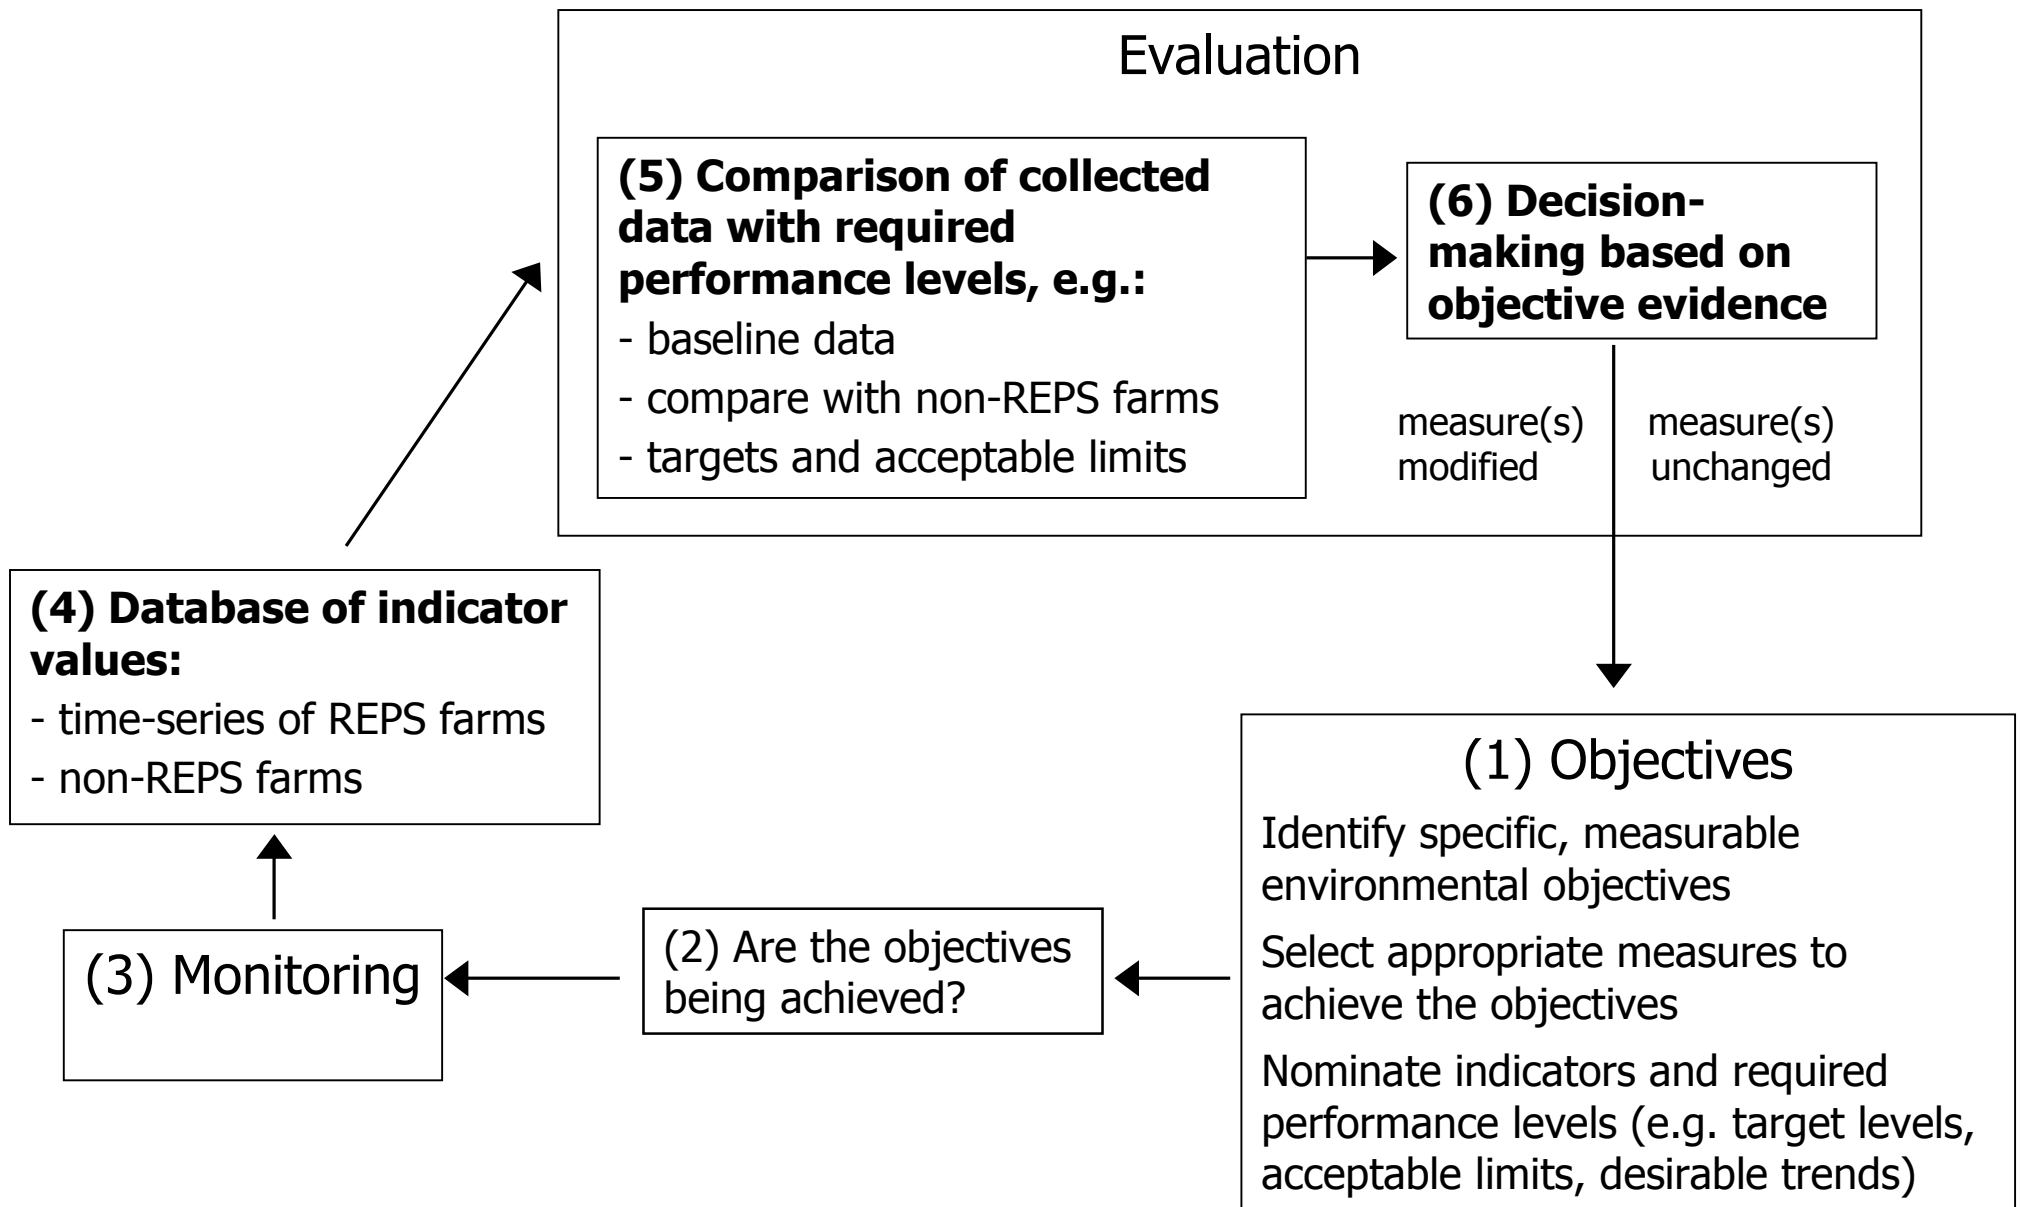 Evaluation
(5) Comparison of collected
data with required
performance levels, e.g.:
- baseline data
- compare with non-REPS farms
- targets and acceptable limits
(6) Decision-
making based on
objective evidence
measure(s)
modified
measure(s)
unchanged
(4) Database of indicator
values:
- time-series of REPS farms
- non-REPS farms
(3) Monitoring
(2) Are the objectives
being achieved?
(1) Objectives
Identify specific, measurable
environmental objectives
Select appropriate measures to
achieve the objectives
Nominate indicators and required
performance levels (e.g. target levels,
acceptable limits, desirable trends)